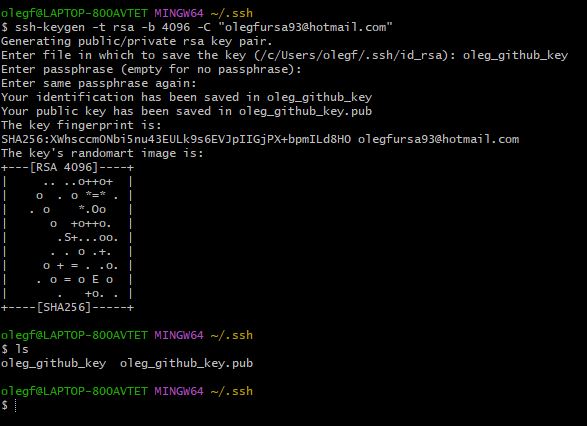 olegf@LAPTOP-80OAVTET MINGW64 ~/.ssh
$ ssh-keygen -t rsa -b 4096 -C "olegfursa93@hotmail.com"
Generating public/private rsa key pair.
Enter file in which to save the key (/c/Users/olegf/.ssh/id_rsa): oleg_github_key
Enter passphrase (empty for no passphrase):
Enter same passphrase again:
Your identification has been saved in oleg_github_key
Your public key has been saved in oleg_github_key.pub
The key fingerprint is:
SHA256:XWhsccmONbi5nu43EULk9s6EVJpIIGjPX+bpmILd8HO olegfursa93@hotmail.com
The key's randomart image is:
+---[RSA 4096]----+
|     .. ..o++o+  |
|    o  . o *=* . |
|   . o    *.Oo   |
|      o  +o++o.  |
|       .S+...oo. |
|      . . o .+.  |
|     o + = . .o. |
|    . o = o E o  |
|       .   +o. . |
+----[SHA256]-----+
olegf@LAPTOP-80OAVTET MINGW64 ~/.ssh
$ ls
oleg_github_key  oleg_github_key.pub
olegf@LAPTOP-80OAVTET MINGW64 ~/.ssh
$